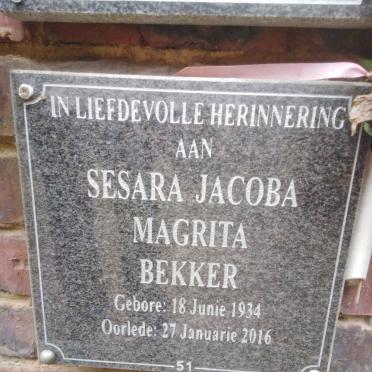 IN LIEFDEVOLLE HERINNERING
AAN
SESARA JACOBA
MAGRITA
BEKKER
Gebore: 18 Junie 1934
Oorlede: 27 Januarie 2016
51